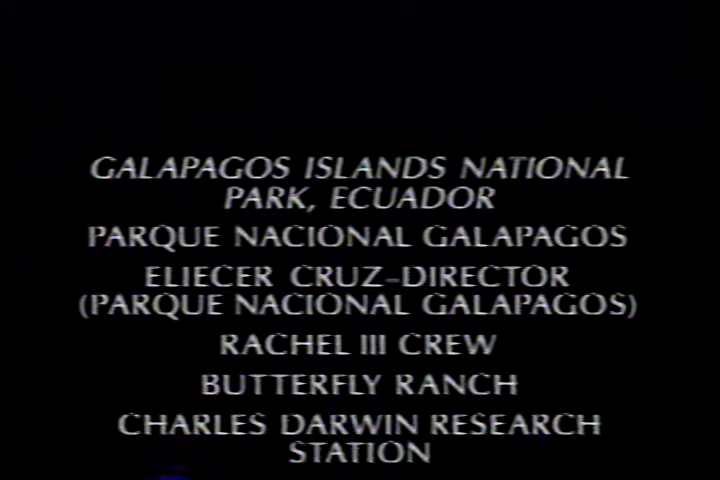 GALAPAGOS ISLANDS NATIONAL
PARK, ECUADOR
PARQUE NACIONAL GALAPAGOS
ELIECER CRUZ-DIRECTOR
(PARQUE NACIONAL GALAPAGOS)
RACHEL III CREW
BUTTERFLY RANCH
CHARLES DARWIN RESEARCH
STATION